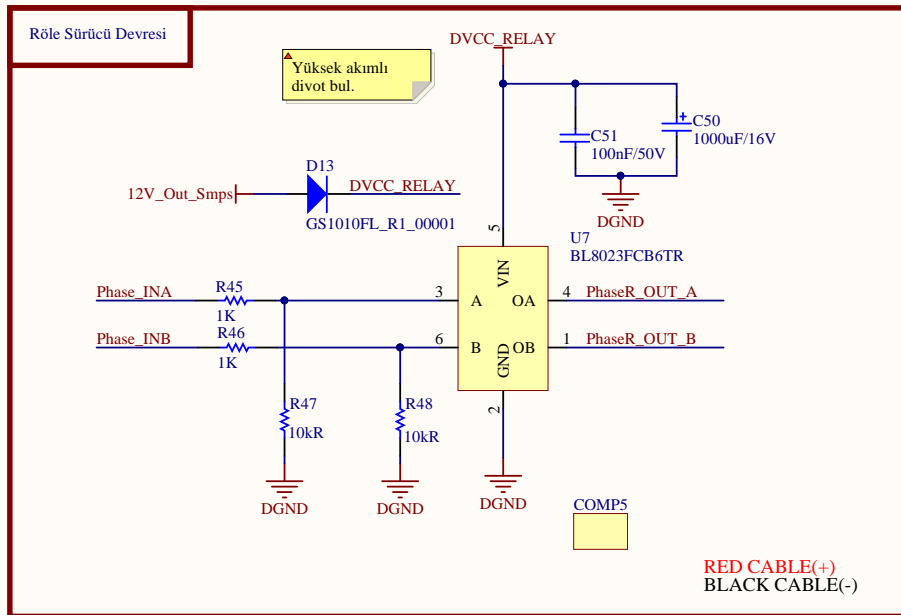 Röle Sürücü Devresi
DVCC_RELAY
Yüksek akımlı
divot bul.
C51
100nF/50V
C50
1000uF/16V
D13
12V_Out_Smps
DVCC_RELAY
GS1010FL_R1_00001
DGND
U7
BL8023FCB6TR
5
VIN
Phase_INA
R45
1K
3
A
OA
4
PhaseR_OUT_A
Phase_INB
R46
1K
6
B
OB
1
PhaseR_OUT_B
GND
2
R47
10kR
R48
10kR
DGND
DGND
DGND
COMP5
RED CABLE(+)
BLACK CABLE(-)